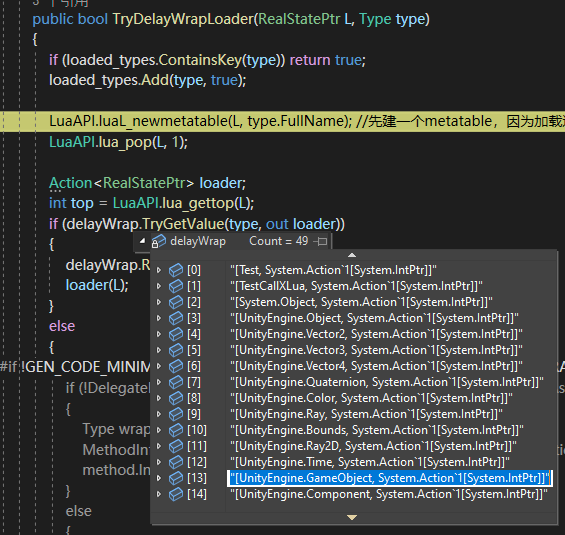 public bool TryDelayWrapLoader(RealStatePtr L, Type type)
{
if (loaded_types.ContainsKey(type)) return true;
loaded_types.Add(type, true);
LuaAPI.luaL_newmetatable(L, type.FullName); //先建一个metatable，因为加载
LuaAPI.lua_pop(L, 1);
Action<RealStatePtr> loader;
int top = LuaAPI.lua_gettop(L);
if (delayWrap.TryGetValue(type, out loader))
{
delayWrap Count = 49
delayWrap.R
loader(L);
}
else
{
#if !GEN_CODE_MINIM
if (!DelegateB
{
Type wrap
MethodInf
method.In
}
else
{
[0] "[Test, System.Action`1[System.IntPtr]]"
[1] "[TestCallXLua, System.Action`1[System.IntPtr]]"
[2] "[System.Object, System.Action`1[System.IntPtr]]"
[3] "[UnityEngine.Object, System.Action`1[System.IntPtr]]"
[4] "[UnityEngine.Vector2, System.Action`1[System.IntPtr]]"
[5] "[UnityEngine.Vector3, System.Action`1[System.IntPtr]]"
[6] "[UnityEngine.Vector4, System.Action`1[System.IntPtr]]"
[7] "[UnityEngine.Quaternion, System.Action`1[System.IntPtr]]"
[8] "[UnityEngine.Color, System.Action`1[System.IntPtr]]"
[9] "[UnityEngine.Ray, System.Action`1[System.IntPtr]]"
[10] "[UnityEngine.Bounds, System.Action`1[System.IntPtr]]"
[11] "[UnityEngine.Ray2D, System.Action`1[System.IntPtr]]"
[12] "[UnityEngine.Time, System.Action`1[System.IntPtr]]"
[13] "[UnityEngine.GameObject, System.Action`1[System.IntPtr]]"
[14] "[UnityEngine.Component, System.Action`1[System.IntPtr]]"